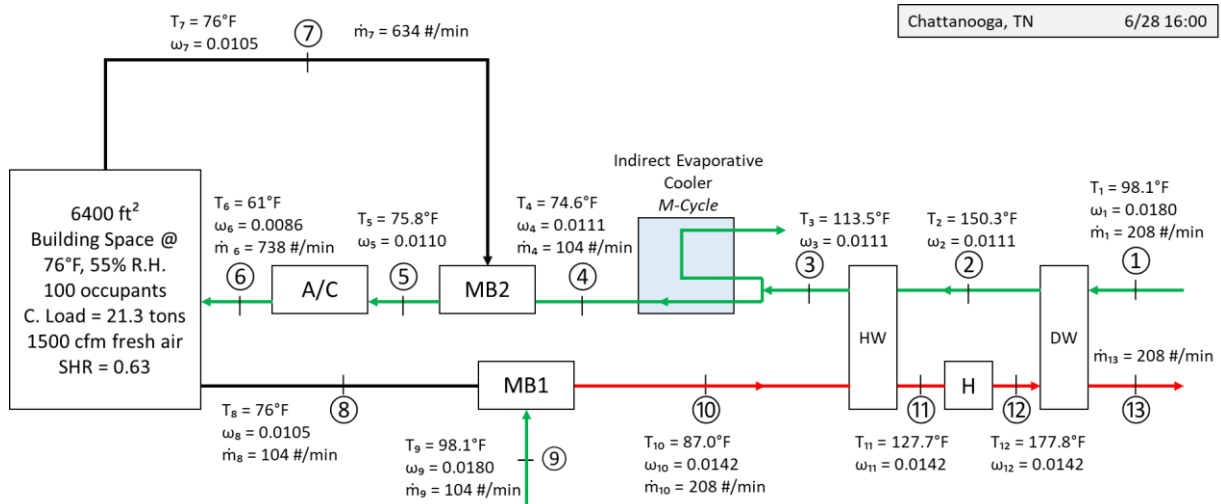 Chattanooga, TN 6/28 16:00
T₇ = 76°F
ω₇ = 0.0105
⑦
ṁ₇ = 634 #/min
Indirect Evaporative
Cooler
M-Cycle
6400 ft²
Building Space @
76°F, 55% R.H.
100 occupants
C. Load = 21.3 tons
1500 cfm fresh air
SHR = 0.63
T₆ = 61°F
ω₆ = 0.0086
ṁ ₆ = 738 #/min
⑥
A/C
T₅ = 75.8°F
ω₅ = 0.0110
⑤
MB2
T₄ = 74.6°F
ω₄ = 0.0111
ṁ₄ = 104 #/min
④
T₃ = 113.5°F
ω₃ = 0.0111
③
HW
T₂ = 150.3°F
ω₂ = 0.0111
②
DW
T₁ = 98.1°F
ω₁ = 0.0180
ṁ₁ = 208 #/min
①
T₈ = 76°F
ω₈ = 0.0105
ṁ₈ = 104 #/min
⑧
MB1
T₉ = 98.1°F
ω₉ = 0.0180
ṁ₉ = 104 #/min
⑨
⑩
T₁₀ = 87.0°F
ω₁₀ = 0.0142
ṁ₁₀ = 208 #/min
⑪
T₁₁ = 127.7°F
ω₁₁ = 0.0142
H
⑫
T₁₂ = 177.8°F
ω₁₂ = 0.0142
ṁ₁₃ = 208 #/min
⑬